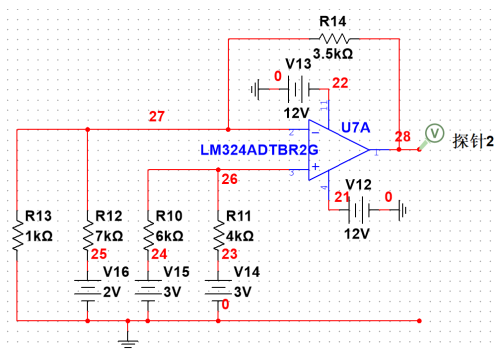 R14
3.5kΩ
V13
0
22
12V
11
27
2
U7A
LM324ADTBR2G
28
V
探针2
1
3
26
4
V12
21
0
12V
R13
1kΩ
R12
7kΩ
R10
6kΩ
R11
4kΩ
25
24
23
V16
2V
V15
3V
V14
3V
0